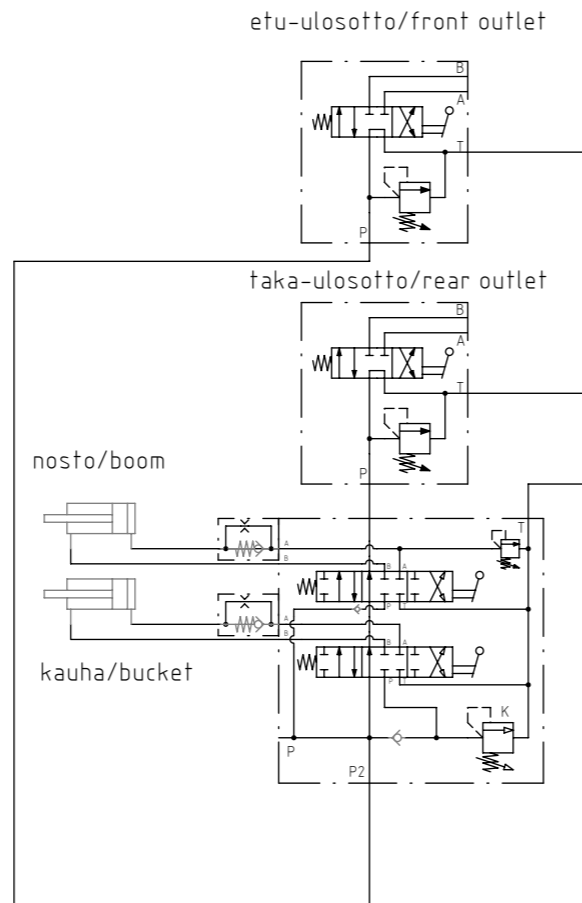 etu-ulosotto/front outlet
B
A
T
P
taka-ulosotto/rear outlet
B
A
T
P
nosto/boom
T
A
B
B A
P T
A
B
B A
kauha/bucket
P T
K
P
P2